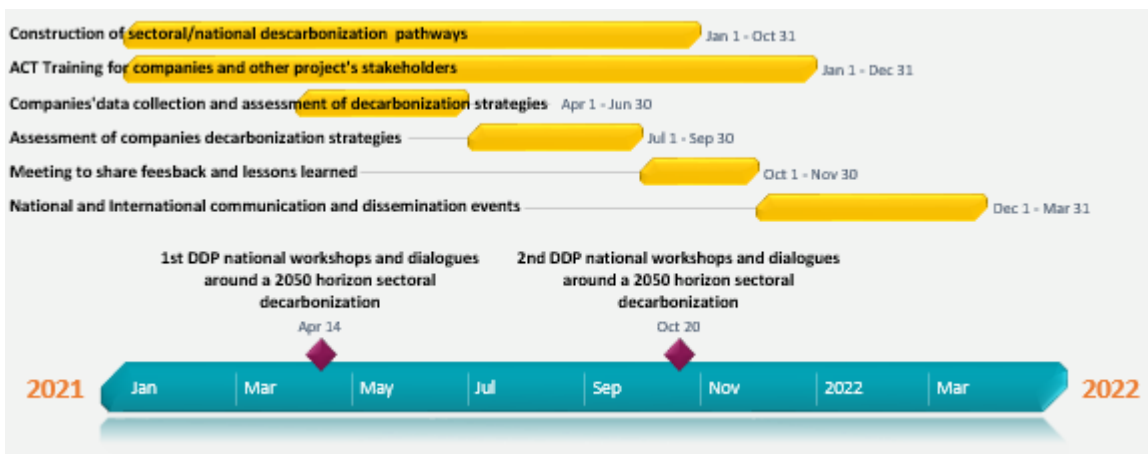 Construction of sectoral/national descarbonization pathways
Jan 1 - Oct 31
ACT Training for companies and other project's stakeholders
Jan 1 - Dec 31
Companies'data collection and assessment of decarbonization strategies
Apr 1 - Jun 30
Assessment of companies decarbonization strategies
Jul 1 - Sep 30
Meeting to share feesback and lessons learned
Oct 1 - Nov 30
National and International communication and dissemination events
Dec 1 - Mar 31
1st DDP national workshops and dialogues
around a 2050 horizon sectoral
decarbonization
Apr 14
2nd DDP national workshops and dialogues
around a 2050 horizon sectoral
decarbonization
Oct 20
2021
Jan
Mar
May
Jul
Sep
Nov
2022
Mar
2022